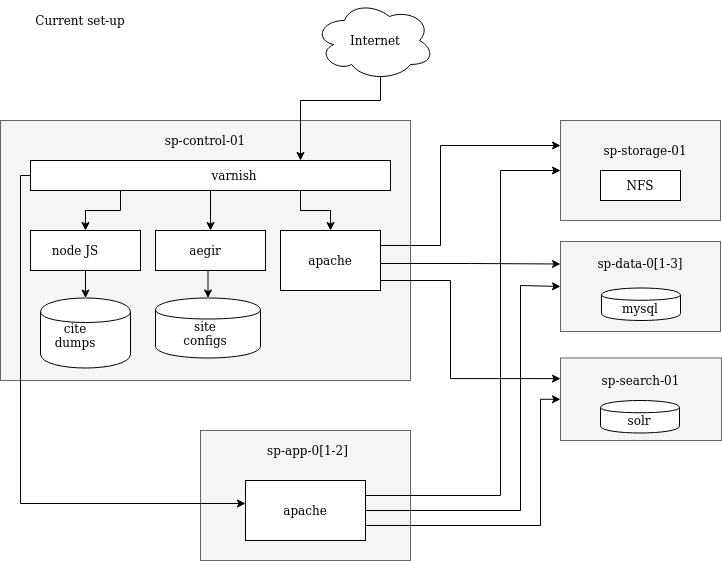 Current set-up
Internet
sp-control-01
varnish
node JS
aegir
apache
cite
dumps
site
configs
sp-storage-01
NFS
sp-data-0[1-3]
mysql
sp-search-01
solr
sp-app-0[1-2]
apache